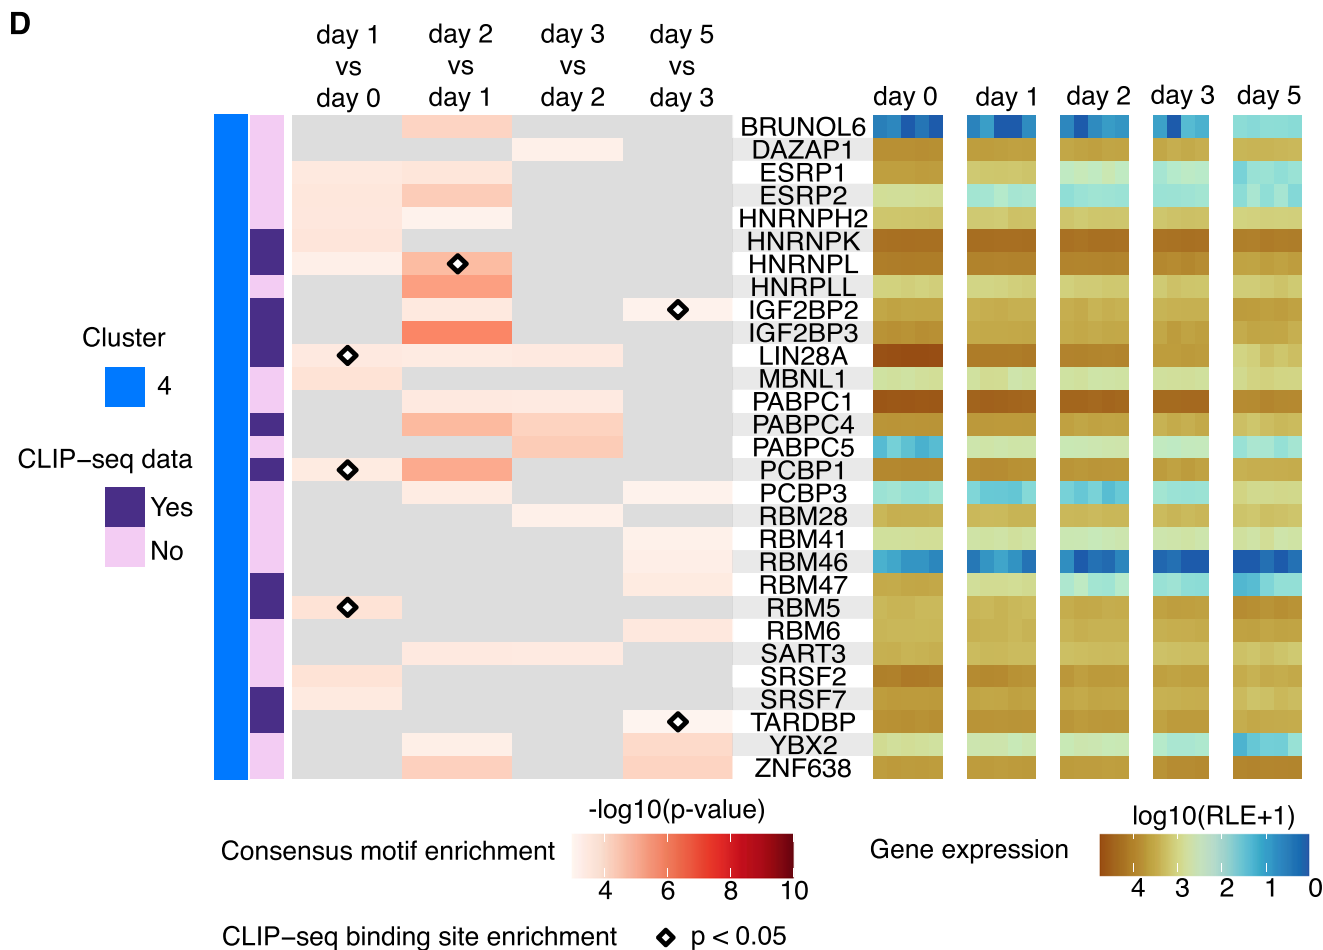 D
day 1 vs day 0
day 2 vs day 1
day 3 vs day 2
day 5 vs day 3
day 0 day 1 day 2 day 3 day 5
BRUNOL6
DAZAP1
ESRP1
ESRP2
HNRNPH2
HNRNPK
HNRNPL
HNRPLL
IGF2BP2
IGF2BP3
LIN28A
MBNL1
PABPC1
PABPC4
PABPC5
PCBP1
PCBP3
RBM28
RBM41
RBM46
RBM47
RBM5
RBM6
SART3
SRSF2
SRSF7
TARDBP
YBX2
ZNF638
Cluster
4
CLIP−seq data
Yes
No
-log10(p-value)
Consensus motif enrichment
4 6 8 10
CLIP−seq binding site enrichment
p < 0.05
log10(RLE+1)
Gene expression
4 3 2 1 0